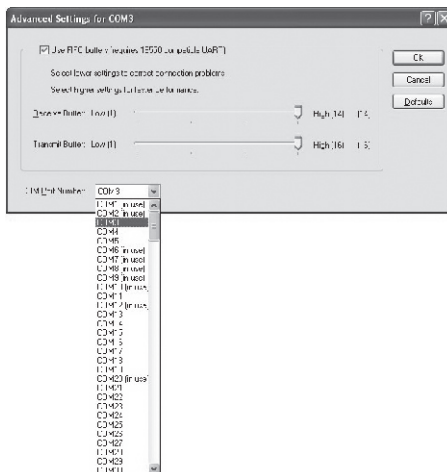 Advanced Settings for COM3
Use FIFO buffers (requires 16550 compatible UART)
OK
Select lower settings to correct connection problems.
Cancel
Select higher settings for faster performance.
Defaults
Receive Buffer: Low (1) High (14) (14)
Transmit Buffer: Low (1) High (16) (16)
COM Port Number: COM3
COM1 (in use)
COM2 (in use)
COM3
COM4
COM5
COM6 (in use)
COM7 (in use)
COM8 (in use)
COM9 (in use)
COM10 (in use)
COM11
COM12 (in use)
COM13
COM14
COM15
COM16
COM17
COM18
COM19
COM20 (in use)
COM21
COM22
COM23
COM24
COM25
COM26
COM27
COM28
COM29
COM30